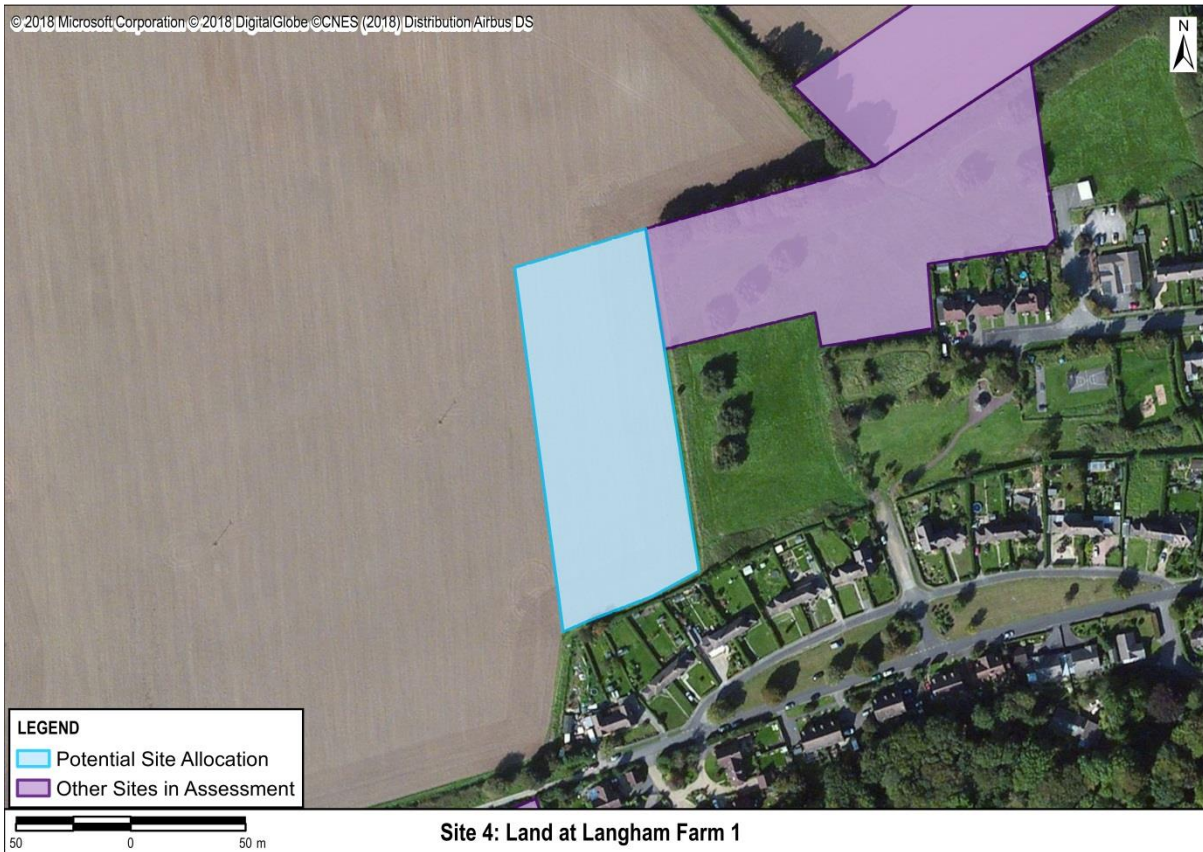 © 2018 Microsoft Corporation © 2018 DigitalGlobe ©CNES (2018) Distribution Airbus DS
N
LEGEND
Potential Site Allocation
Other Sites in Assessment
50 0 50 m
Site 4: Land at Langham Farm 1